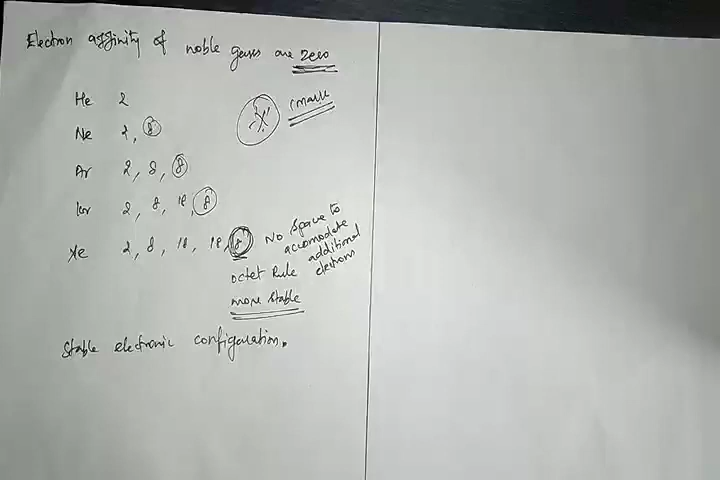 Electron affinity of noble gases are zero
He 2
1 mark
Ne 2, 8
Ar 2, 8, 8
Kr 2, 8, 18, 8
Xe 2, 8, 18, 18, 8
No space to
accomodate
additional
electrons
octet Rule
more stable
Stable electronic configuration.